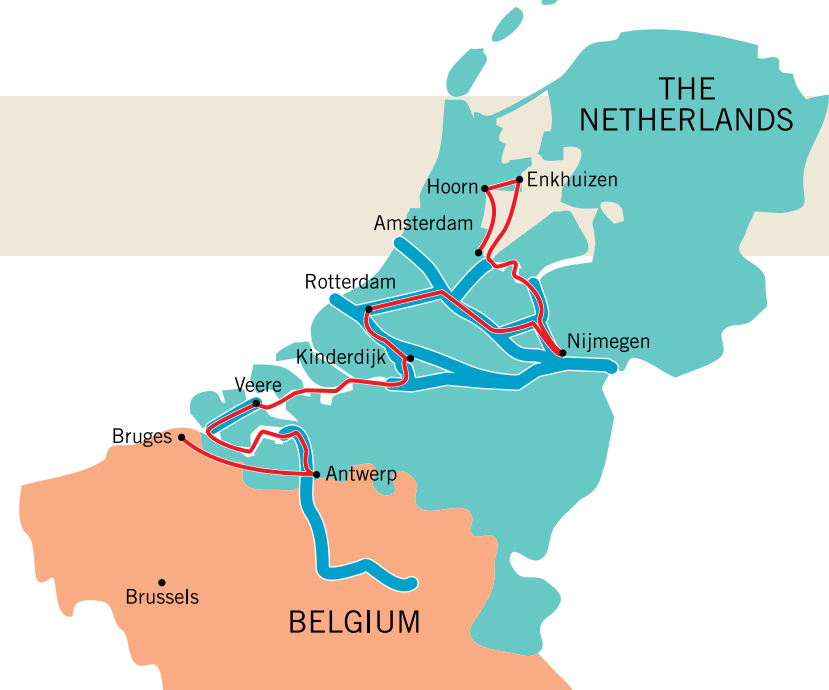 THE
NETHERLANDS
Hoorn
Enkhuizen
Amsterdam
Rotterdam
Nijmegen
Kinderdijk
Veere
Bruges
Antwerp
Brussels
BELGIUM